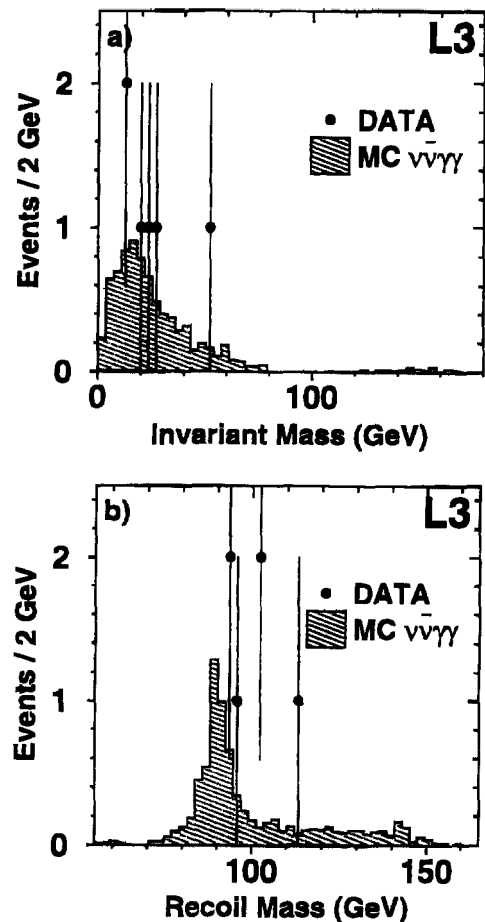 a)
L3
Events / 2 GeV
2
1
0
DATA
MC νν̄γγ
0
100
Invariant Mass (GeV)
b)
L3
Events / 2 GeV
2
1
0
DATA
MC νν̄γγ
100
150
Recoil Mass (GeV)